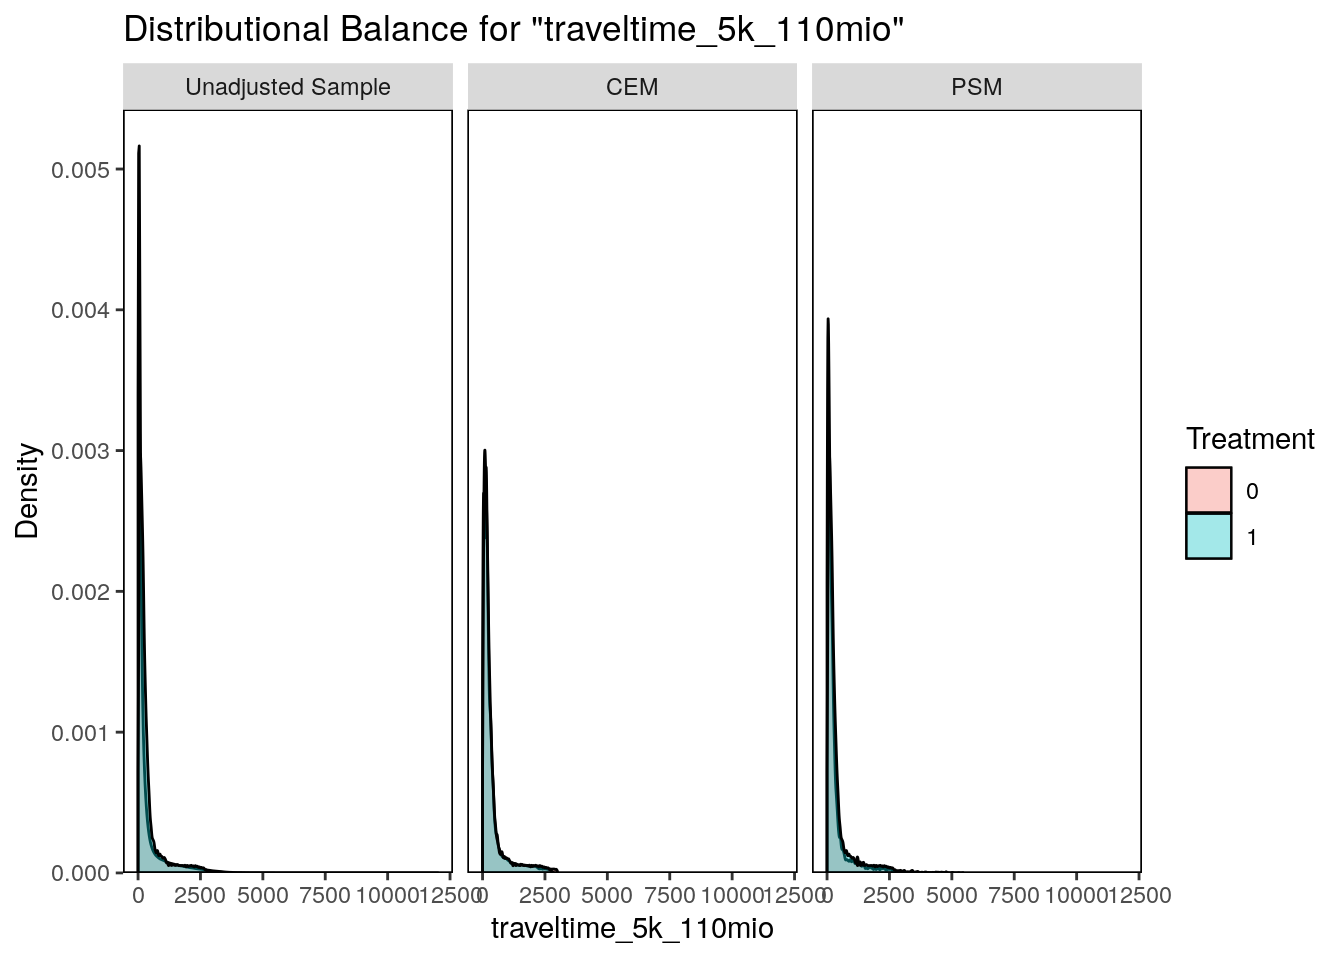 Distributional Balance for "traveltime_5k_110mio"
Unadjusted Sample CEM PSM
0.005
0.004
0.003
0.002
0.001
0.000
Density
0 2500 5000 7500 10000 12500 0 2500 5000 7500 10000 12500 0 2500 5000 7500 10000 12500
traveltime_5k_110mio
Treatment
0
1